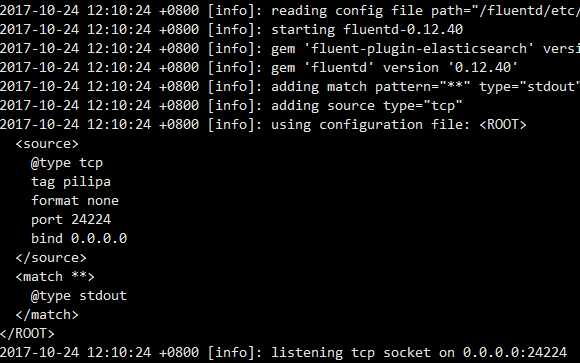 2017-10-24 12:10:24 +0800 [info]: reading config file path="/fluentd/etc/
2017-10-24 12:10:24 +0800 [info]: starting fluentd-0.12.40
2017-10-24 12:10:24 +0800 [info]: gem 'fluent-plugin-elasticsearch' versi
2017-10-24 12:10:24 +0800 [info]: gem 'fluentd' version '0.12.40'
2017-10-24 12:10:24 +0800 [info]: adding match pattern="**" type="stdout"
2017-10-24 12:10:24 +0800 [info]: adding source type="tcp"
2017-10-24 12:10:24 +0800 [info]: using configuration file: <ROOT>
  <source>
    @type tcp
    tag pilipa
    format none
    port 24224
    bind 0.0.0.0
  </source>
  <match **>
    @type stdout
  </match>
</ROOT>
2017-10-24 12:10:24 +0800 [info]: listening tcp socket on 0.0.0.0:24224